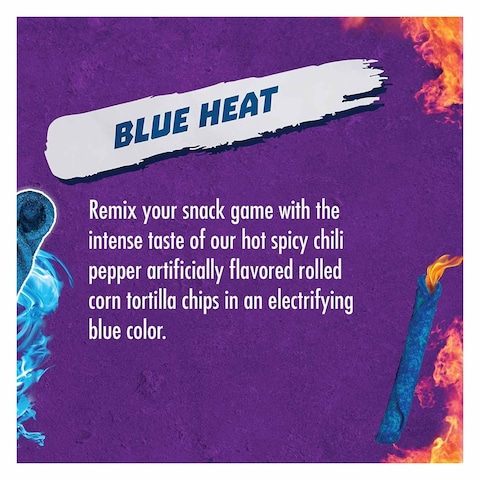 BLUE HEAT
Remix your snack game with the
intense taste of our hot spicy chili
pepper artificially flavored rolled
corn tortilla chips in an electrifying
blue color.